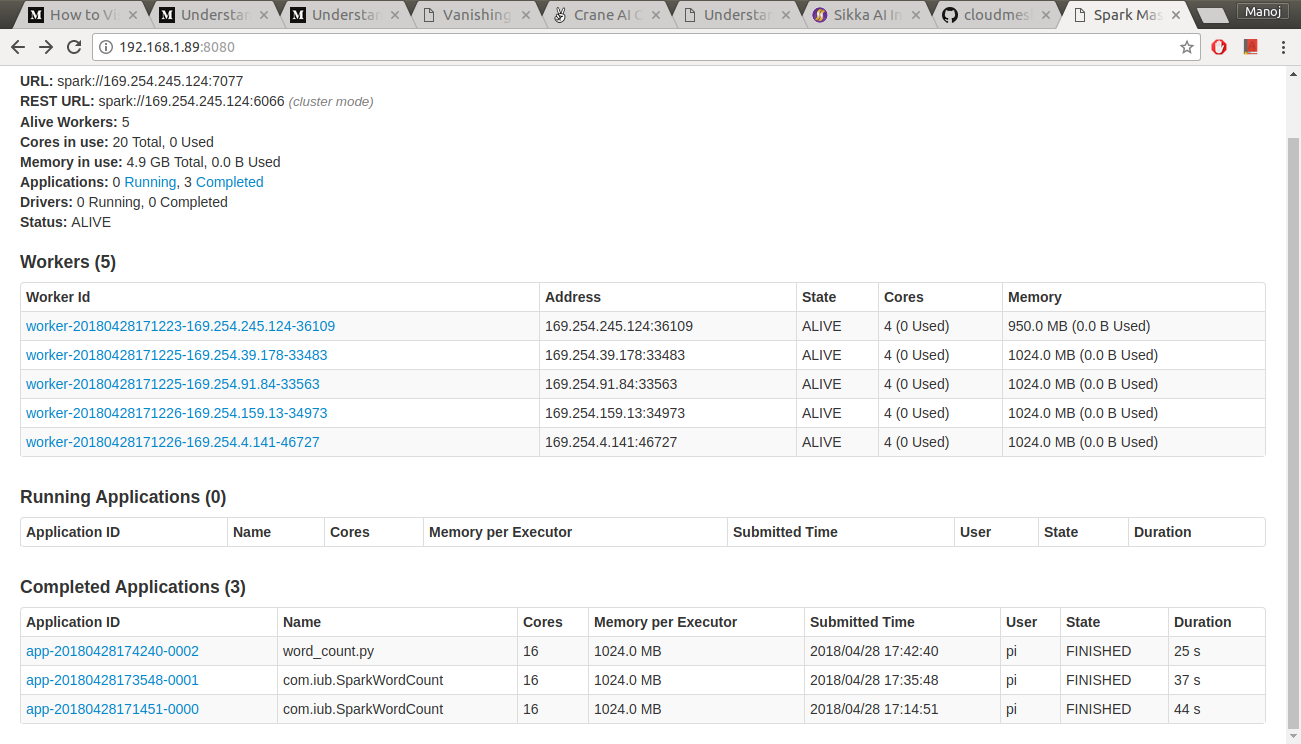 How to Vi
Understan
Understan
Vanishing
Crane AI C
Understan
Sikka AI In
cloudmes
Spark Mas
Manoj
192.168.1.89:8080
URL: spark://169.254.245.124:7077
REST URL: spark://169.254.245.124:6066 (cluster mode)
Alive Workers: 5
Cores in use: 20 Total, 0 Used
Memory in use: 4.9 GB Total, 0.0 B Used
Applications: 0 Running, 3 Completed
Drivers: 0 Running, 0 Completed
Status: ALIVE
Workers (5)
Worker Id Address State Cores Memory
worker-20180428171223-169.254.245.124-36109 169.254.245.124:36109 ALIVE 4 (0 Used) 950.0 MB (0.0 B Used)
worker-20180428171225-169.254.39.178-33483 169.254.39.178:33483 ALIVE 4 (0 Used) 1024.0 MB (0.0 B Used)
worker-20180428171225-169.254.91.84-33563 169.254.91.84:33563 ALIVE 4 (0 Used) 1024.0 MB (0.0 B Used)
worker-20180428171226-169.254.159.13-34973 169.254.159.13:34973 ALIVE 4 (0 Used) 1024.0 MB (0.0 B Used)
worker-20180428171226-169.254.4.141-46727 169.254.4.141:46727 ALIVE 4 (0 Used) 1024.0 MB (0.0 B Used)
Running Applications (0)
Application ID Name Cores Memory per Executor Submitted Time User State Duration
Completed Applications (3)
Application ID Name Cores Memory per Executor Submitted Time User State Duration
app-20180428174240-0002 word_count.py 16 1024.0 MB 2018/04/28 17:42:40 pi FINISHED 25 s
app-20180428173548-0001 com.iub.SparkWordCount 16 1024.0 MB 2018/04/28 17:35:48 pi FINISHED 37 s
app-20180428171451-0000 com.iub.SparkWordCount 16 1024.0 MB 2018/04/28 17:14:51 pi FINISHED 44 s